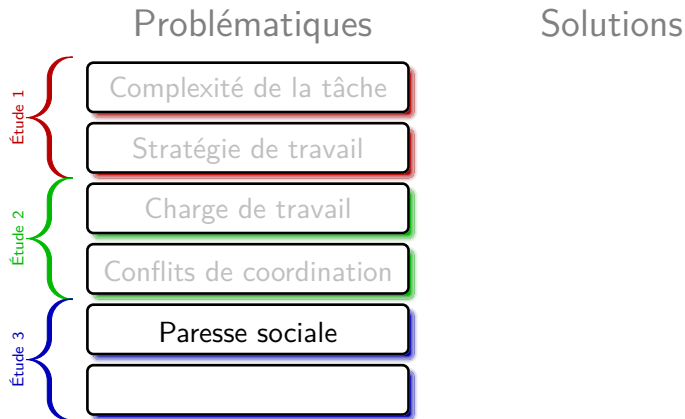 Problématiques
Solutions
Étude 1
Complexité de la tâche
Stratégie de travail
Étude 2
Charge de travail
Conflits de coordination
Étude 3
Paresse sociale